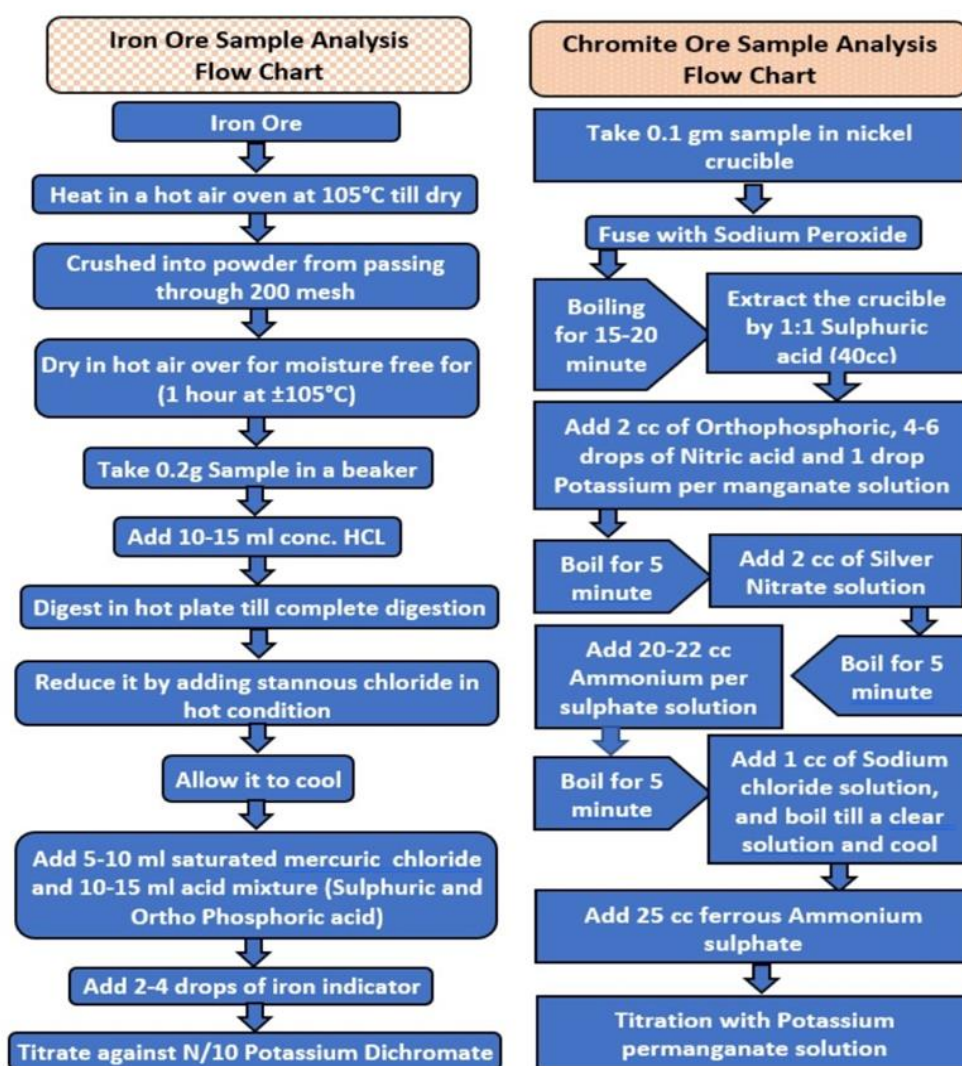 Iron Ore Sample Analysis
Flow Chart
Iron Ore
Heat in a hot air oven at 105°C till dry
Crushed into powder from passing
through 200 mesh
Dry in hot air over for moisture free for
(1 hour at ±105°C)
Take 0.2g Sample in a beaker
Add 10-15 ml conc. HCL
Digest in hot plate till complete digestion
Reduce it by adding stannous chloride in
hot condition
Allow it to cool
Add 5-10 ml saturated mercuric chloride
and 10-15 ml acid mixture (Sulphuric and
Ortho Phosphoric acid)
Add 2-4 drops of iron indicator
Titrate against N/10 Potassium Dichromate
Chromite Ore Sample Analysis
Flow Chart
Take 0.1 gm sample in nickel
crucible
Fuse with Sodium Peroxide
Boiling
for 15-20
minute
Extract the crucible
by 1:1 Sulphuric
acid (40cc)
Add 2 cc of Orthophosphoric, 4-6
drops of Nitric acid and 1 drop
Potassium per manganate solution
Boil for 5
minute
Add 2 cc of Silver
Nitrate solution
Boil for 5
minute
Add 20-22 cc
Ammonium per
sulphate solution
Boil for 5
minute
Add 1 cc of Sodium
chloride solution,
and boil till a clear
solution and cool
Add 25 cc ferrous Ammonium
sulphate
Titration with Potassium
permanganate solution